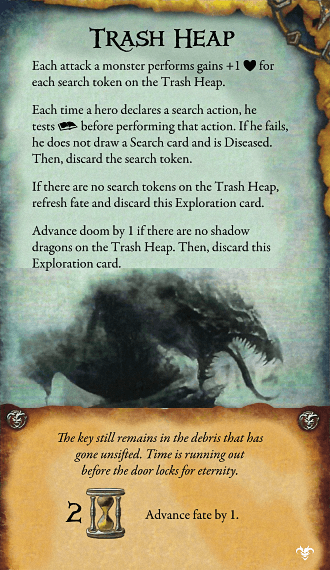 Trash Heap
Each attack a monster performs gains +1 for
each search token on the Trash Heap.
Each time a hero declares a search action, he
tests before performing that action. If he fails,
he does not draw a Search card and is Diseased.
Then, discard the search token.
If there are no search tokens on the Trash Heap,
refresh fate and discard this Exploration card.
Advance doom by 1 if there are no shadow
dragons on the Trash Heap. Then, discard this
Exploration card.
The key still remains in the debris that has
gone unsifted. Time is running out
before the door locks for eternity.
2 Advance fate by 1.